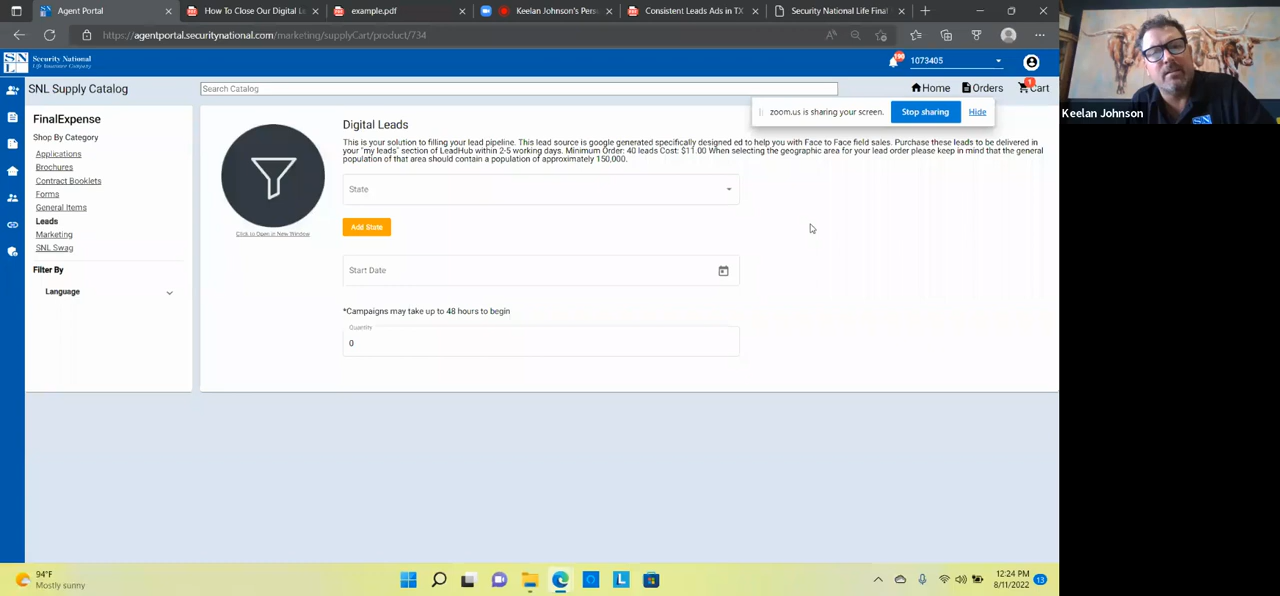 Agent Portal
How To Close Our Digital L
example.pdf
Keelan Johnson's Pers
Consistent Leads Ads in TX
Security National Life Final
https://agentportal.securitynational.com/marketing/supplyCart/product/734
SNL
Security National
Life Insurance Company
190
1073405
SNL Supply Catalog
Search Catalog
Home
Orders
1
Cart
zoom.us is sharing your screen.
Stop sharing
Hide
Keelan Johnson
FinalExpense
Shop By Category
Applications
Brochures
Contract Booklets
Forms
General Items
Leads
Marketing
SNL Swag
Filter By
Language
Click to Open in New Window
Digital Leads
This is your solution to filling your lead pipeline. This lead source is google generated specifically designed ed to help you with Face to Face field sales. Purchase these leads to be delivered in
your "my leads" section of LeadHub within 2-5 working days. Minimum Order: 40 leads Cost: $11.00 When selecting the geographic area for your lead order please keep in mind that the general
population of that area should contain a population of approximately 150,000.
State
Add State
Start Date
*Campaigns may take up to 48 hours to begin
Quantity
0
94°F
Mostly sunny
L
12:24 PM
8/11/2022
13